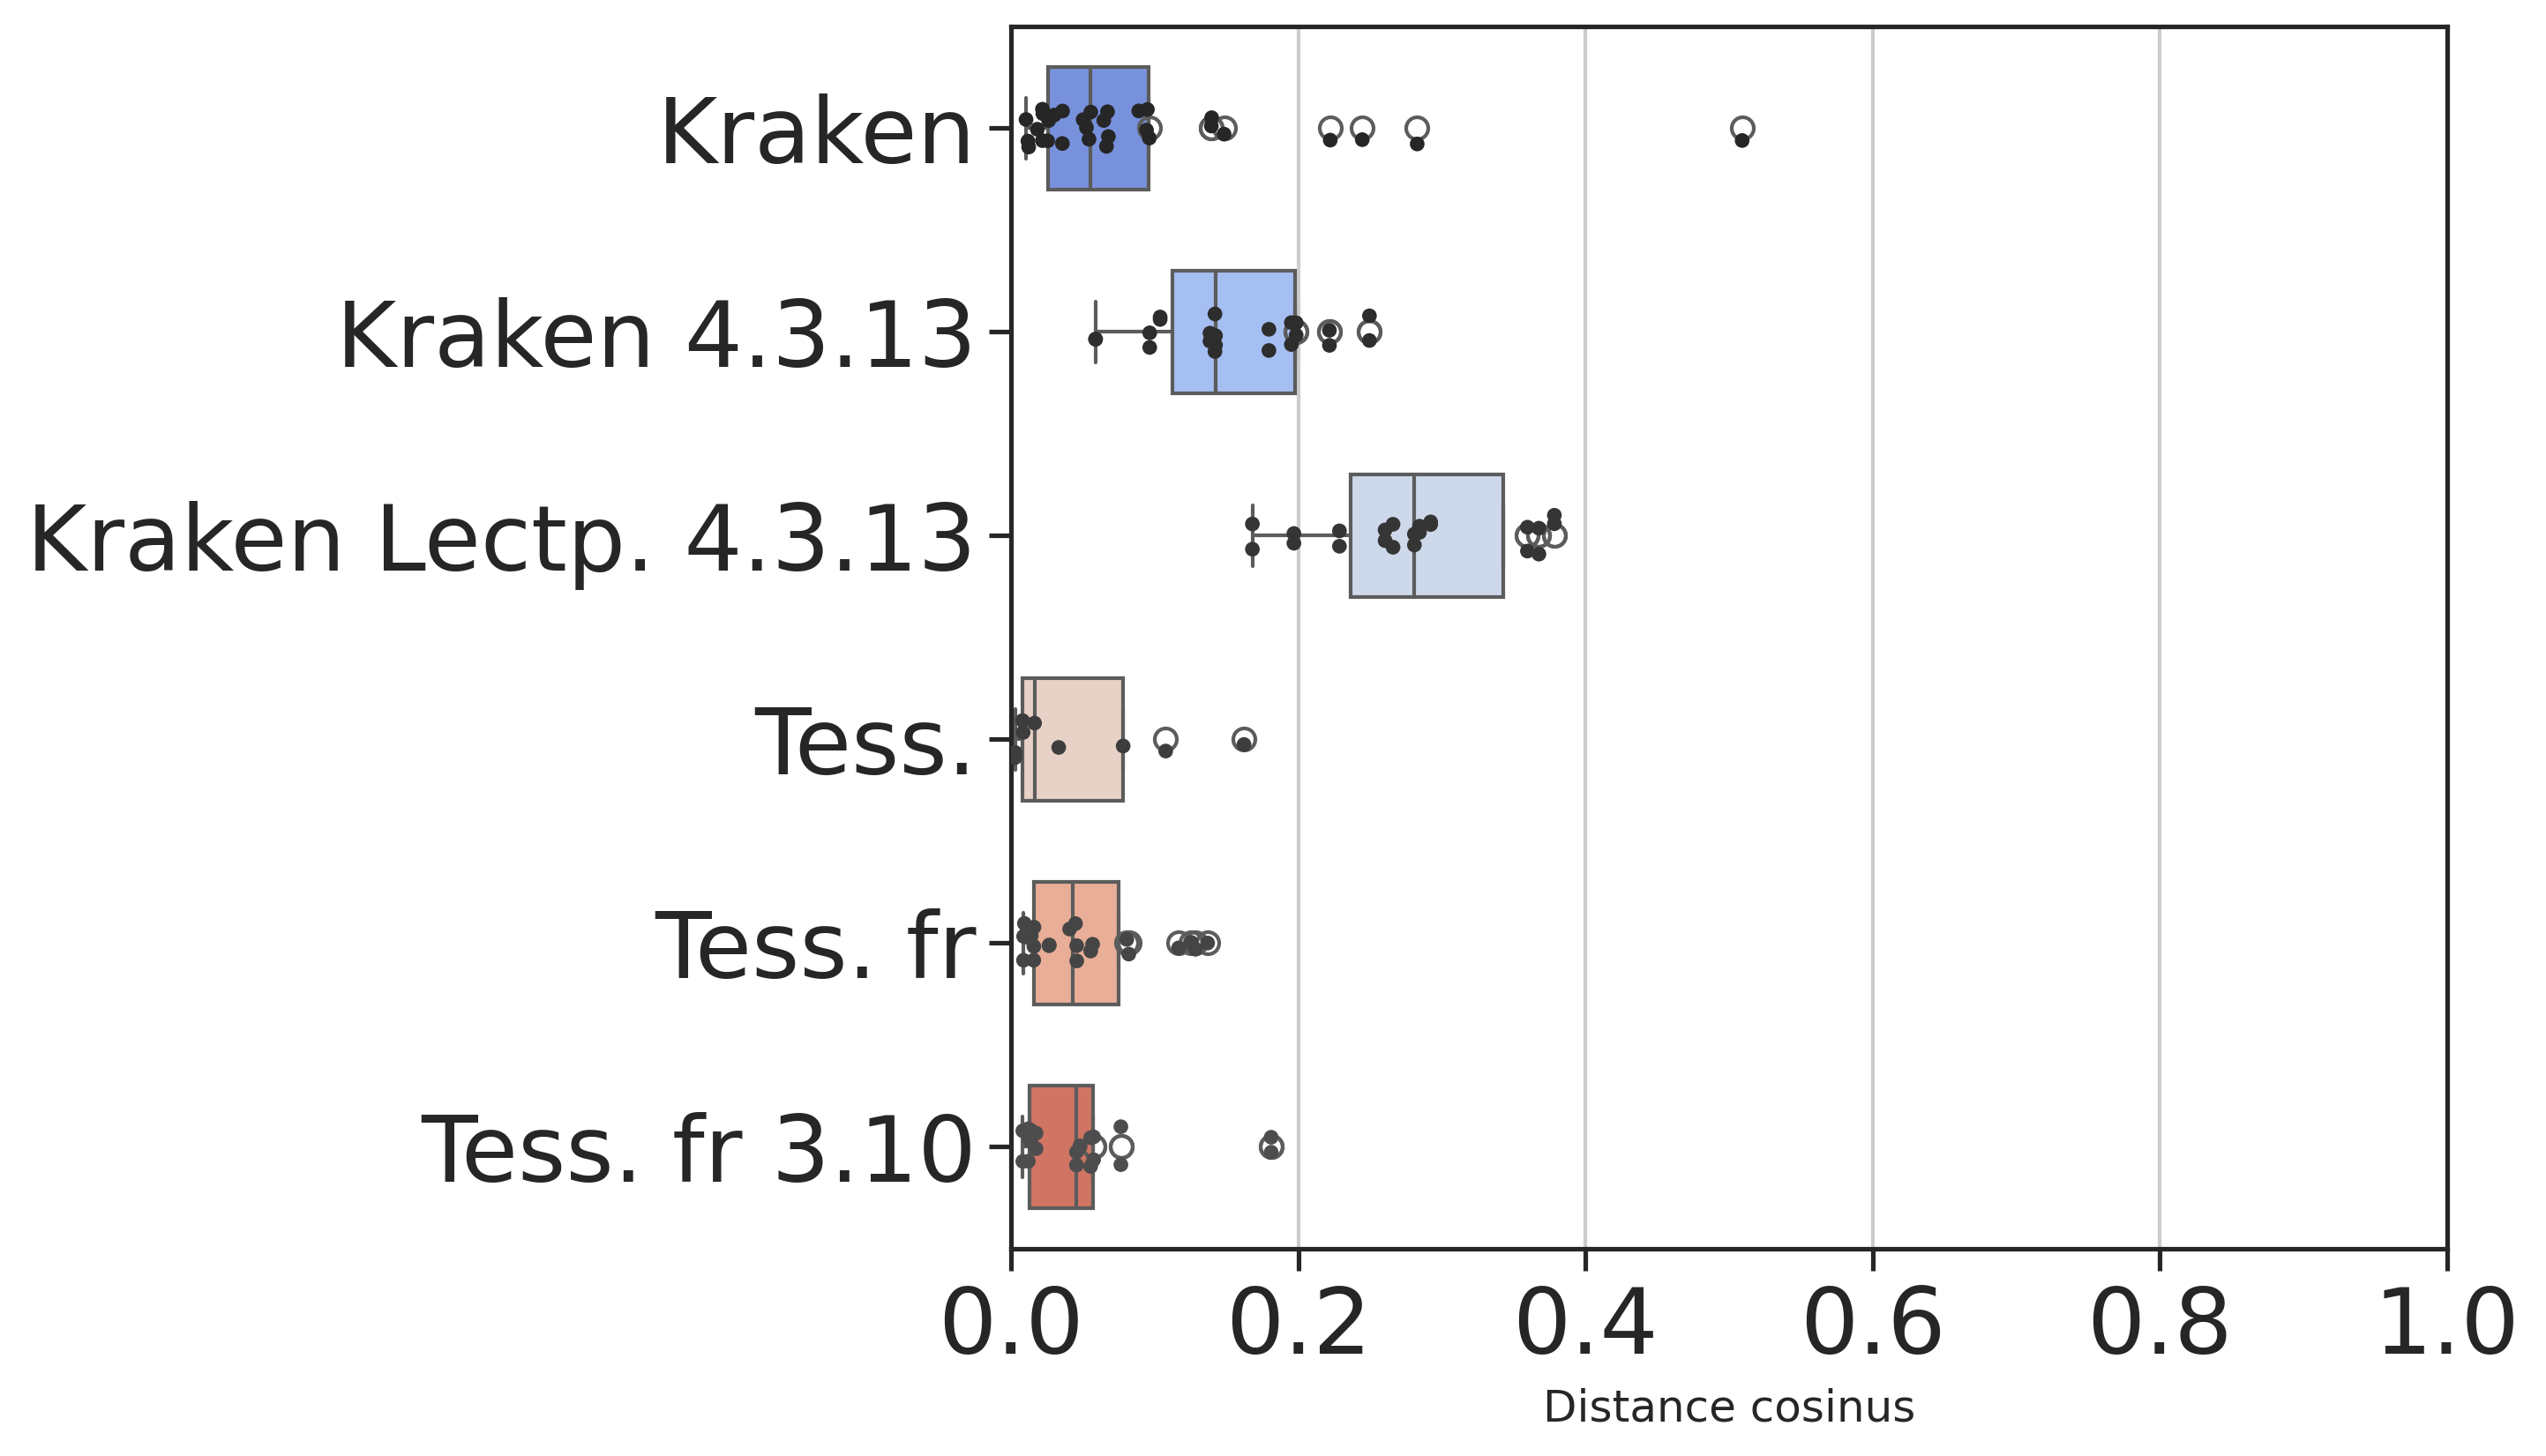 Kraken
Kraken 4.3.13
Kraken Lectp. 4.3.13
Tess.
Tess. fr
Tess. fr 3.10
0.0 0.2 0.4 0.6 0.8 1.0
Distance cosinus